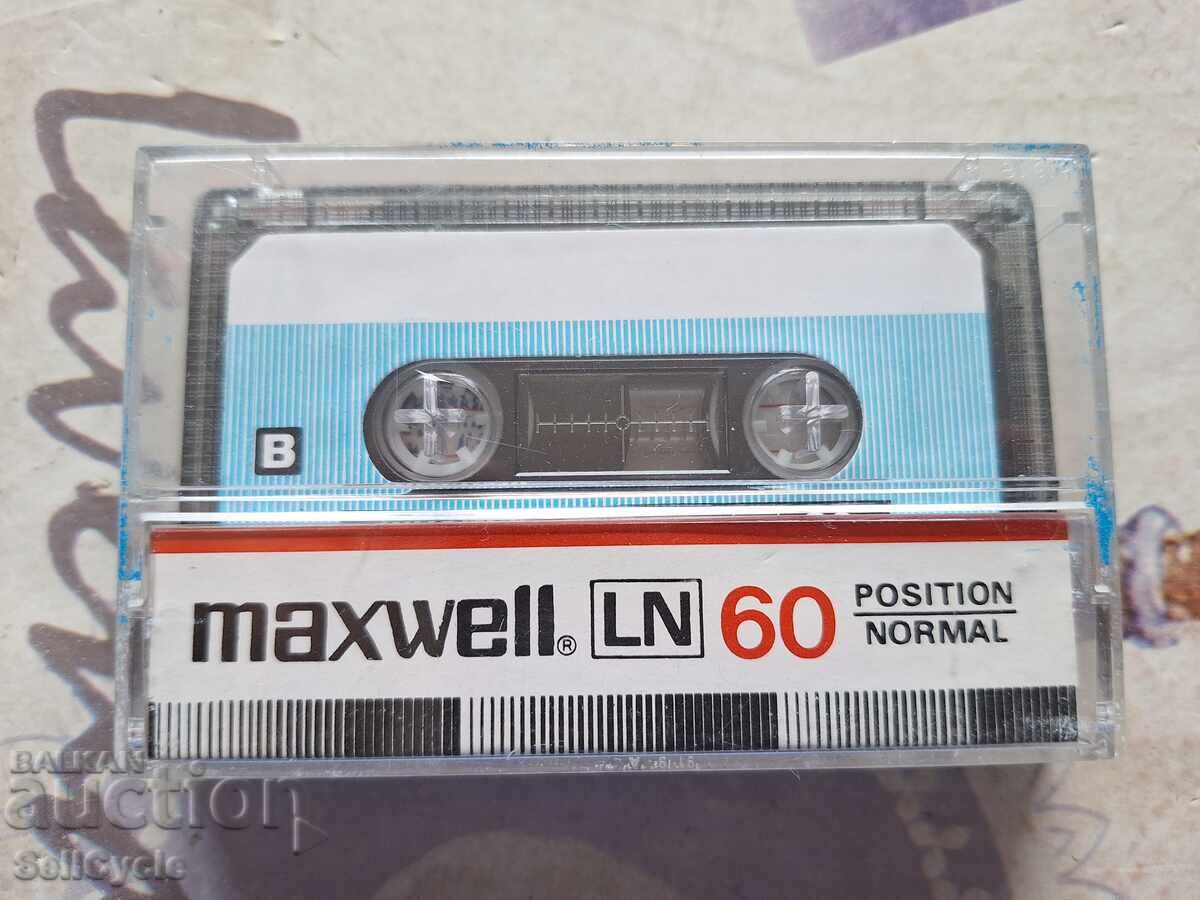 B
maxwell® LN 60 POSITION
NORMAL
BALKAN
auction
SellCycle